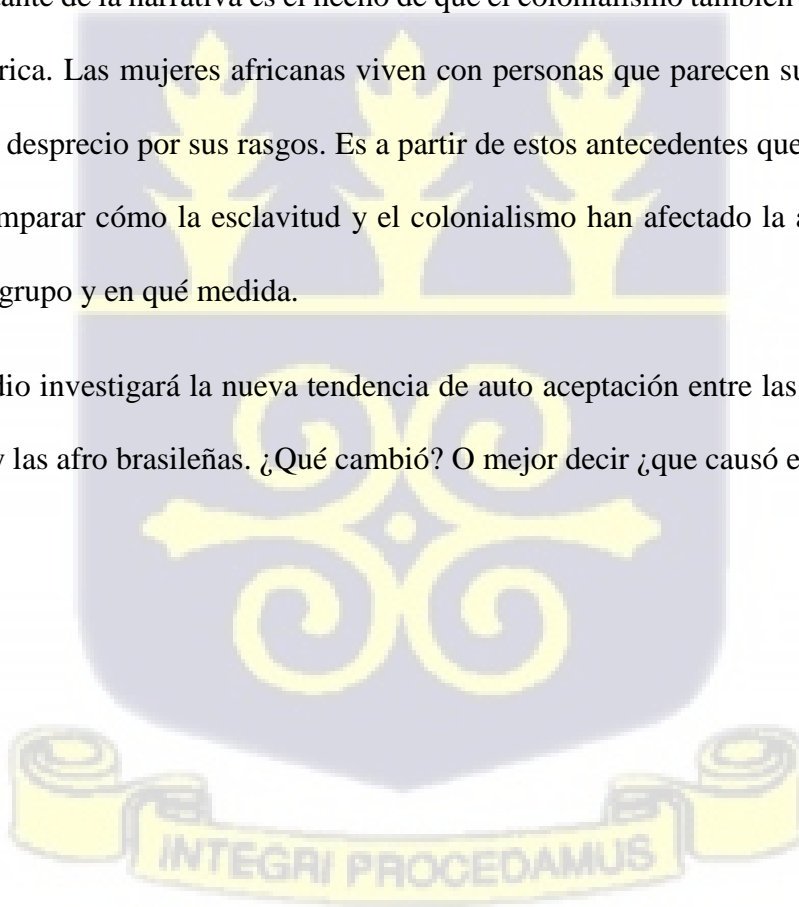 ante de la narrativa es el hecho de que el colonialismo también
rica. Las mujeres africanas viven con personas que parecen su
desprecio por sus rasgos. Es a partir de estos antecedentes que
mparar cómo la esclavitud y el colonialismo han afectado la a
grupo y en qué medida.
dio investigará la nueva tendencia de auto aceptación entre las
y las afro brasileñas. ¿Qué cambió? O mejor decir ¿que causó e
INTEGRI PROCEDAMUS